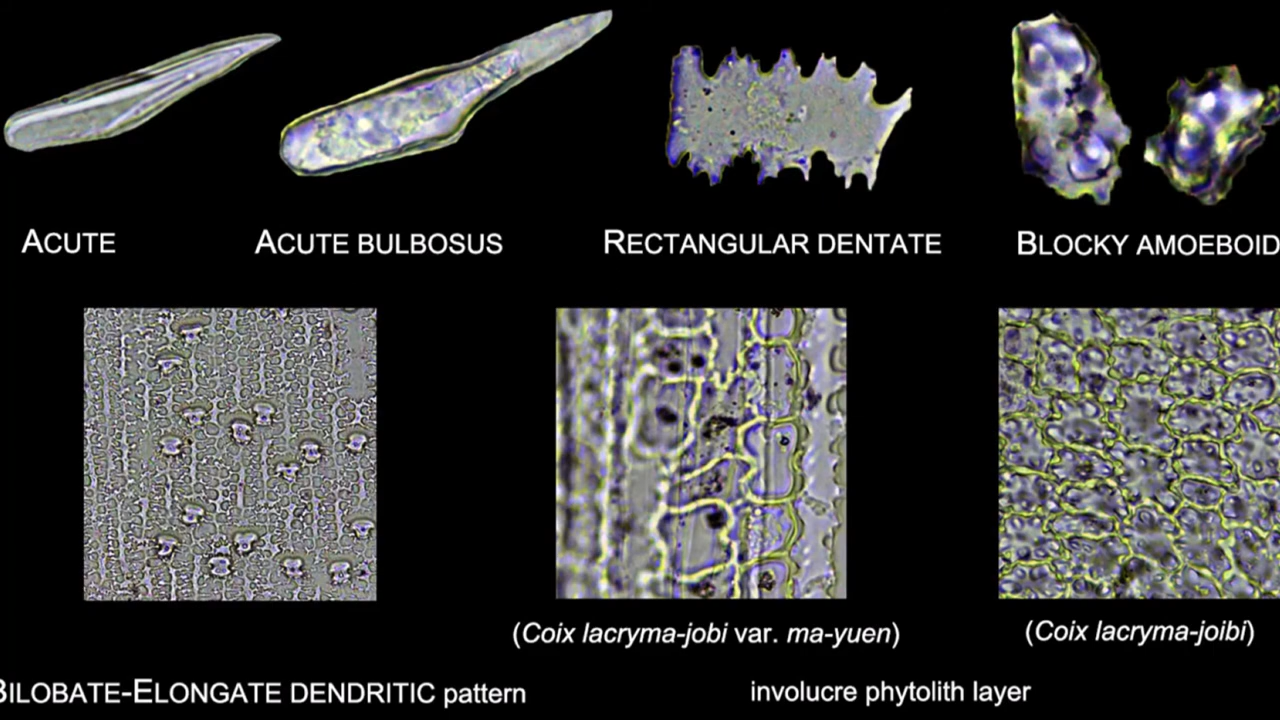 ACUTE
ACUTE BULBOSUS
RECTANGULAR DENTATE
BLOCKY AMOEBOID
(Coix lacryma-jobi var. ma-yuen)
(Coix lacryma-joibi)
BILOBATE-ELONGATE DENDRITIC pattern
involucre phytolith layer